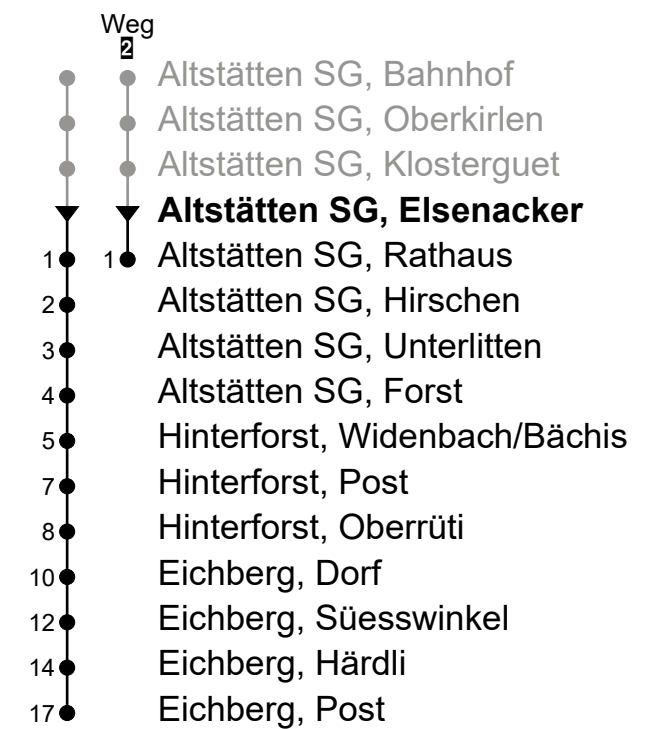 Weg
2
Altstätten SG, Bahnhof
Altstätten SG, Oberkirlen
Altstätten SG, Klosterguet
Altstätten SG, Elsenacker
1 1 Altstätten SG, Rathaus
2 Altstätten SG, Hirschen
3 Altstätten SG, Unterlitten
4 Altstätten SG, Forst
5 Hinterforst, Widenbach/Bächis
7 Hinterforst, Post
8 Hinterforst, Oberrüti
10 Eichberg, Dorf
12 Eichberg, Süesswinkel
14 Eichberg, Härdli
17 Eichberg, Post